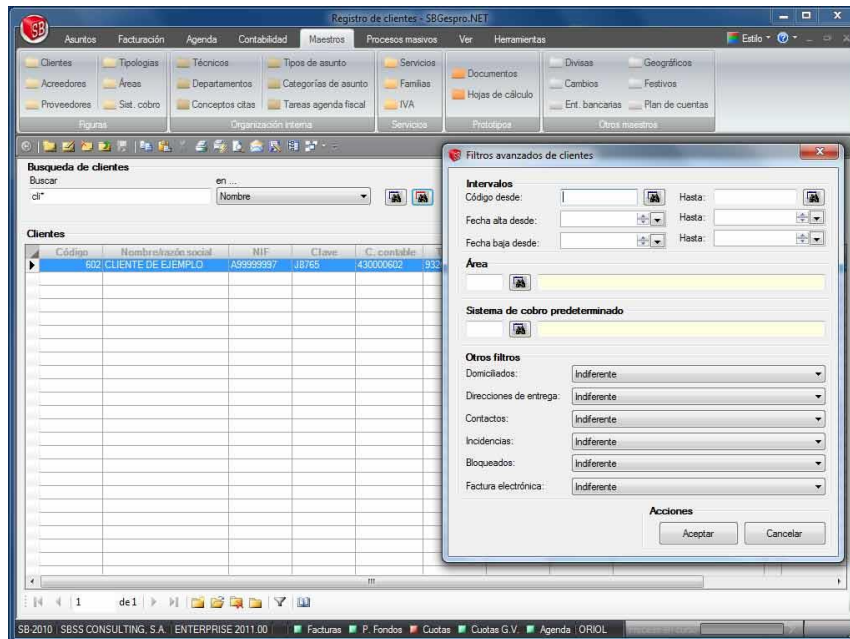 Registro de clientes - SBGespro.NET
SB
Asuntos Facturación Agenda Contabilidad Maestros Procesos masivos Ver Herramientas Estilo
Clientes Tipologías Técnicos Tipos de asunto Servicios Documentos Divisas Geográficos
Acreedores Áreas Departamentos Categorías de asunto Familias Hojas de cálculo Cambios Festivos
Proveedores Sist. cobro Conceptos citas Tareas agenda fiscal IVA Ent. bancarias Plan de cuentas
Figuras Organización interna Servicios Prototipos Otros maestros
Busqueda de clientes
Buscar en ...
cli* Nombre
Clientes
Código Nombre/razón social NIF Clave C. contable T
602 CLIENTE DE EJEMPLO A99999997 J8765 430000602 932
Filtros avanzados de clientes
Intervalos
Código desde: Hasta:
Fecha alta desde: Hasta:
Fecha baja desde: Hasta:
Área
Sistema de cobro predeterminado
Otros filtros
Domiciliados: Indiferente
Direcciones de entrega: Indiferente
Contactos: Indiferente
Incidencias: Indiferente
Bloqueados: Indiferente
Factura electrónica: Indiferente
Acciones
Aceptar Cancelar
1 de 1
SB-2010 SBSS CONSULTING, S.A. ENTERPRISE 2011.00 Facturas P. Fondos Cuotas Cuotas G.V. Agenda ORIOL